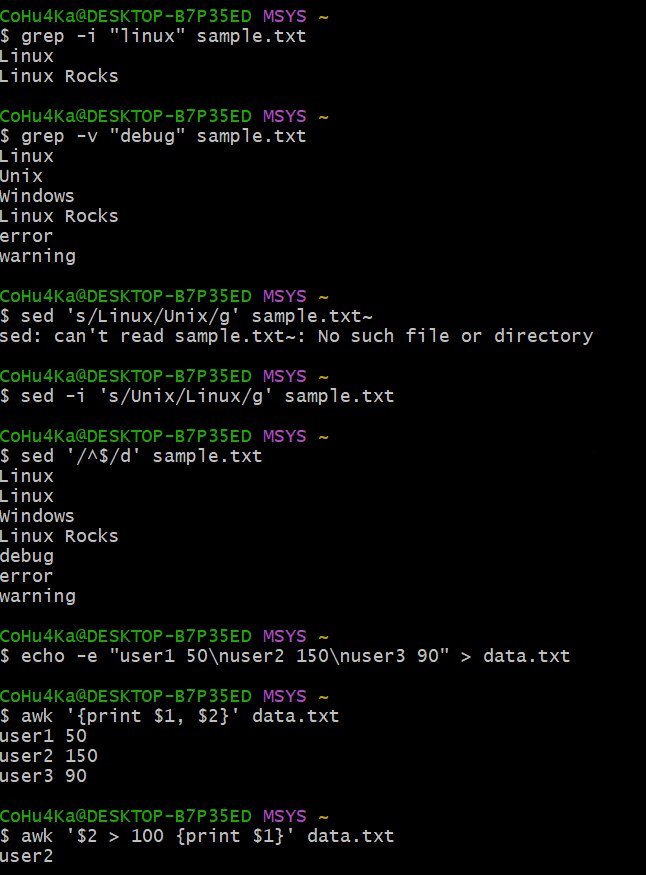 CoHu4Ka@DESKTOP-B7P35ED MSYS ~
$ grep -i "linux" sample.txt
Linux
Linux Rocks
CoHu4Ka@DESKTOP-B7P35ED MSYS ~
$ grep -v "debug" sample.txt
Linux
Unix
Windows
Linux Rocks
error
warning
CoHu4Ka@DESKTOP-B7P35ED MSYS ~
$ sed 's/Linux/Unix/g' sample.txt~
sed: can't read sample.txt~: No such file or directory
CoHu4Ka@DESKTOP-B7P35ED MSYS ~
$ sed -i 's/Unix/Linux/g' sample.txt
CoHu4Ka@DESKTOP-B7P35ED MSYS ~
$ sed '/^$/d' sample.txt
Linux
Linux
Windows
Linux Rocks
debug
error
warning
CoHu4Ka@DESKTOP-B7P35ED MSYS ~
$ echo -e "user1 50\nuser2 150\nuser3 90" > data.txt
CoHu4Ka@DESKTOP-B7P35ED MSYS ~
$ awk '{print $1, $2}' data.txt
user1 50
user2 150
user3 90
CoHu4Ka@DESKTOP-B7P35ED MSYS ~
$ awk '$2 > 100 {print $1}' data.txt
user2